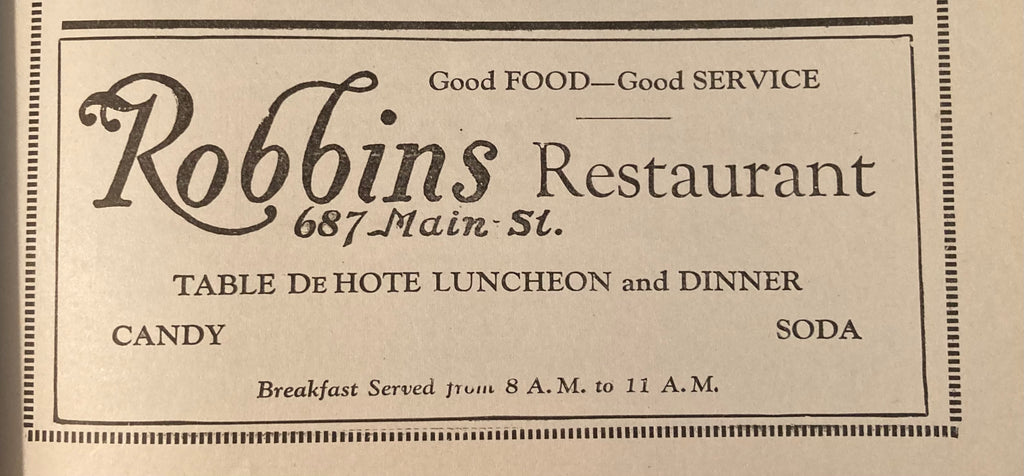 Good FOOD—Good SERVICE
Robbins Restaurant
687 Main St.
TABLE DE HOTE LUNCHEON and DINNER
CANDY SODA
Breakfast Served from 8 A.M. to 11 A.M.